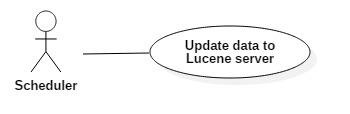 Update data to
Lucene server
Scheduler